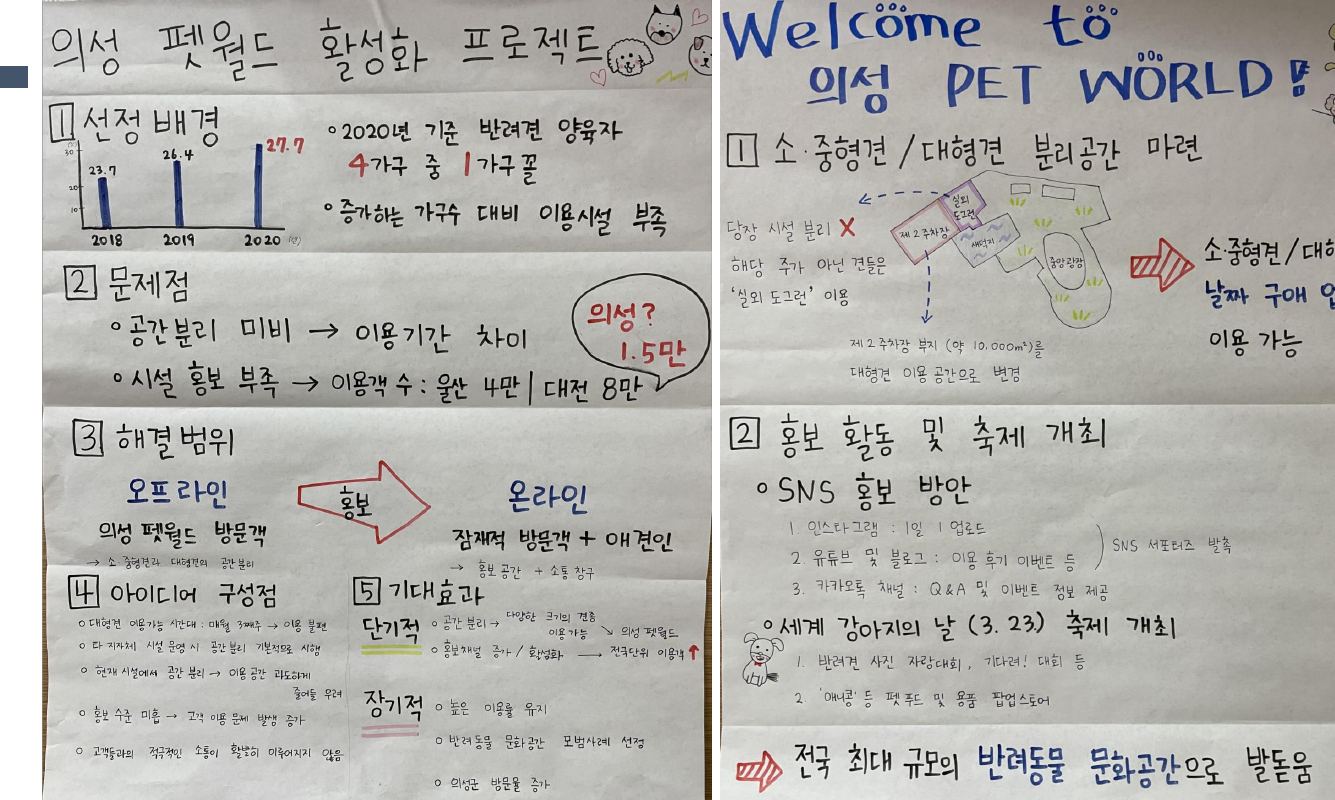 의성 펫월드 활성화 프로젝트
1 선정 배경
(%)
30
20
10
23.7
26.4
27.7
2018
2019
2020 (년)
○ 2020년 기준 반려견 양육자
4가구 중 1가구꼴
○ 증가하는 가구수 대비 이용시설 부족
2 문제점
○ 공간분리 미비 → 이용기간 차이
○ 시설 홍보 부족 → 이용객 수 : 울산 4만 | 대전 8만
의성?
1.5만
3 해결범위
오프라인
의성 펫월드 방문객
→ 소 중형견과 대형견의 공간분리
홍보
온라인
잠재적 방문객 + 애견인
→ 홍보 공간 + 소통 창구
4 아이디어 구성점
○ 대형견 이용가능 시간대 : 매월 3째주 → 이용 불편
○ 타 지자체 시설 운영 시 공간분리 기본적으로 시행
○ 현재 시설에서 공간 분리 → 이용 공간 과도하게
줄어들 우려
○ 홍보 수준 미흡 → 고객 이용 문제 발생 증가
○ 고객들과의 적극적인 소통이 활발히 이루어지지 않음
5 기대효과
단기적
○ 공간 분리 → 다양한 크기의 견종
이용가능 ↘ 의성 펫월드
○ 홍보채널 증가 / 활성화 → 전국단위 이용객 ↑
장기적
○ 높은 이용률 유지
○ 반려동물 문화공간 모범사례 선정
○ 의성군 방문율 증가
Welcome to
의성 PET WORLD!
1 소·중형견 / 대형견 분리공간 마련
당장 시설 분리 X
해당 주가 아닌 견들은
'실외 도그런' 이용
실외
도그런
제 2 주차장
중앙광장
제 2 주차장 부지 (약 10,000m²)를
대형견 이용 공간으로 변경
소·중형견 / 대형
날짜 구애 없
이용 가능
2 홍보 활동 및 축제 개최
○ SNS 홍보 방안
1. 인스타그램 : 1일 1 업로드
2. 유튜브 및 블로그 : 이용 후기 이벤트 등
3. 카카오톡 채널 : Q&A 및 이벤트 정보 제공
SNS 서포터즈 발촉
○ 세계 강아지의 날 (3. 23.) 축제 개최
1. 반려견 사진 자랑대회, 기다려! 대회 등
2. '애니콩' 등 펫 푸드 및 용품 팝업스토어
전국 최대 규모의 반려동물 문화공간으로 발돋움